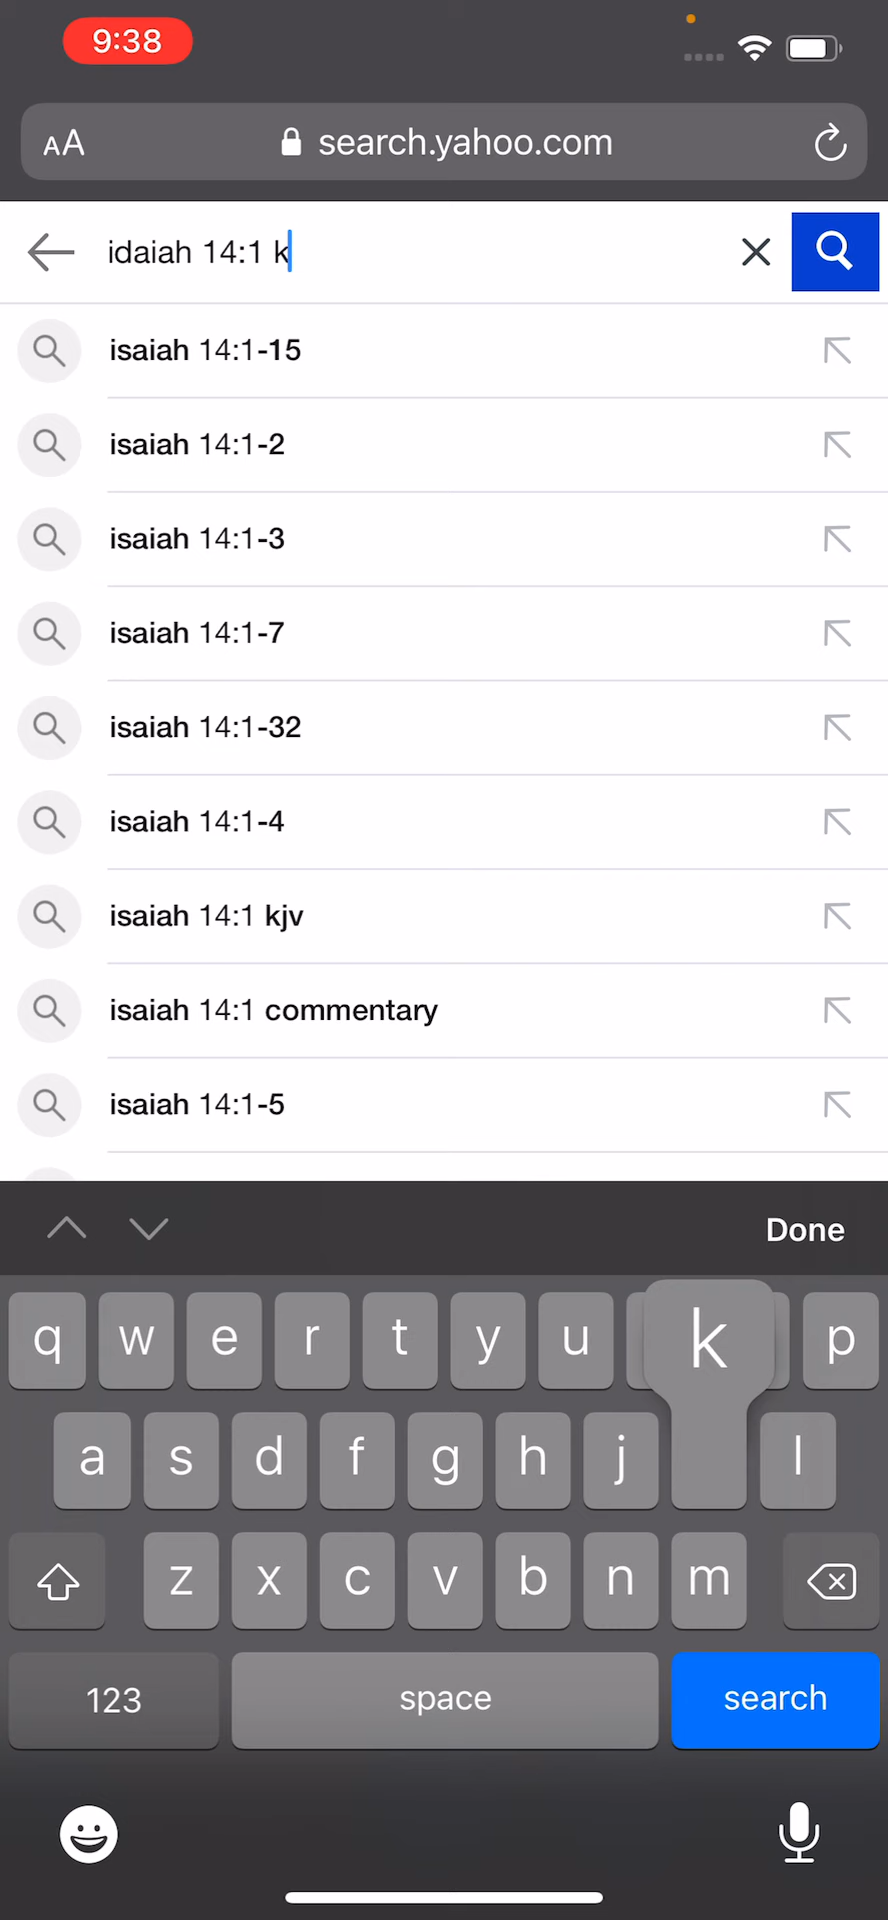 9:38
AA search.yahoo.com
idaiah 14:1 k
isaiah 14:1-15
isaiah 14:1-2
isaiah 14:1-3
isaiah 14:1-7
isaiah 14:1-32
isaiah 14:1-4
isaiah 14:1 kjv
isaiah 14:1 commentary
isaiah 14:1-5
Done
q w e r t y u k p
a s d f g h j l
z x c v b n m
123 space search